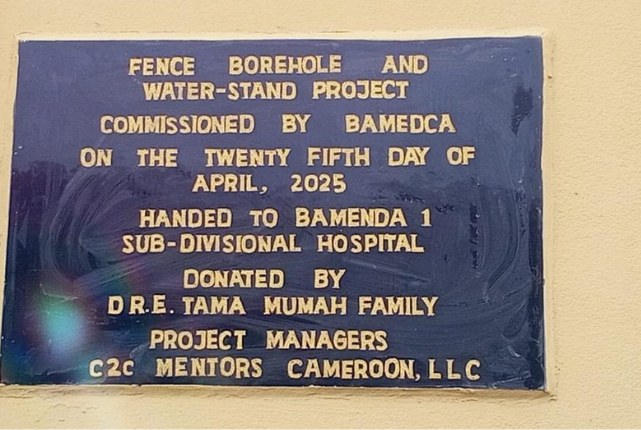 FENCE BOREHOLE AND
WATER-STAND PROJECT
COMMISSIONED BY BAMEDCA
ON THE TWENTY FIFTH DAY OF
APRIL, 2025
HANDED TO BAMENDA 1
SUB-DIVISIONAL HOSPITAL
DONATED BY
DR.E. TAMA MUMAH FAMILY
PROJECT MANAGERS
C2C MENTORS CAMEROON, LLC